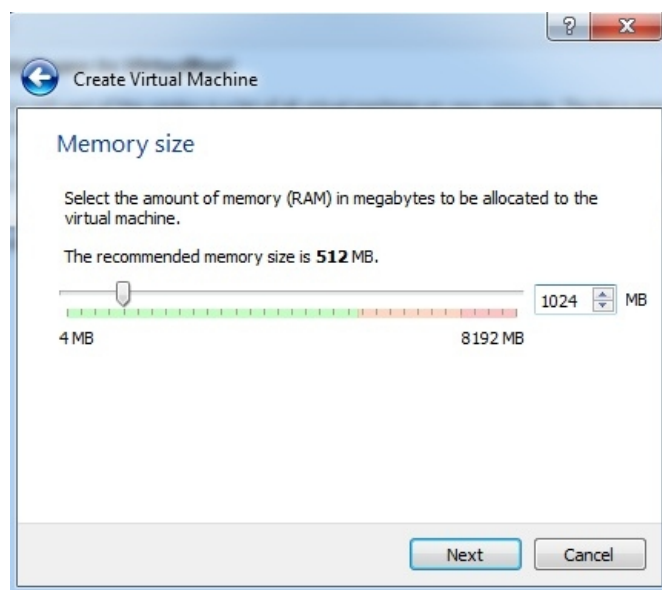 ?
X
Create Virtual Machine
Memory size
Select the amount of memory (RAM) in megabytes to be allocated to the
virtual machine.
The recommended memory size is 512 MB.
1024 MB
4 MB 8192 MB
Next Cancel